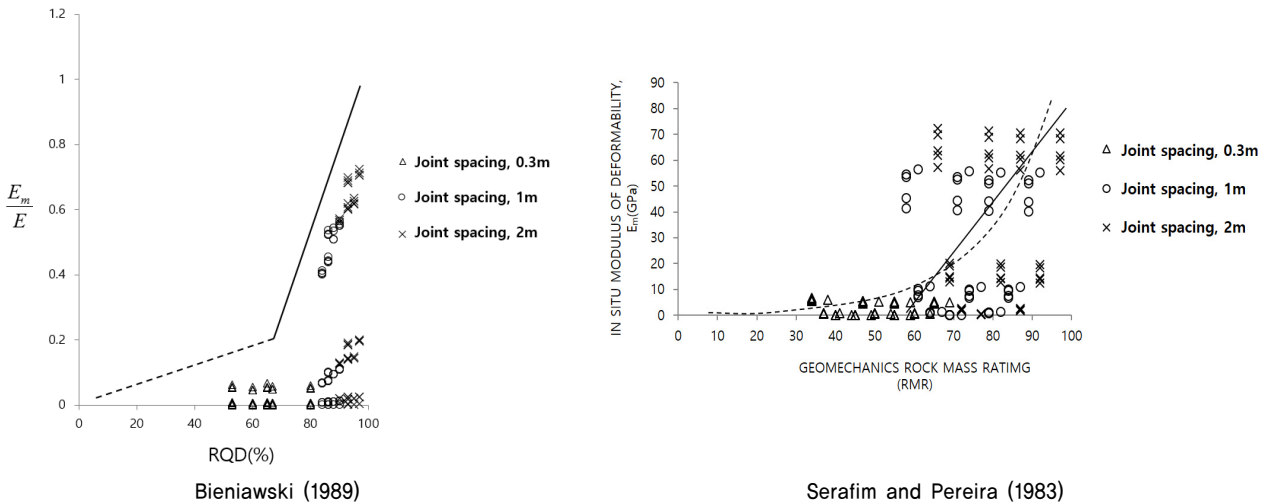 1.2
1
0.8
0.6
0.4
0.2
0
E_m
E
0 20 40 60 80 100
RQD(%)
Joint spacing, 0.3m
Joint spacing, 1m
Joint spacing, 2m
Bieniawski (1989)
IN SITU MODULUS OF DEFORMABILITY,
E_m(GPa)
90
80
70
60
50
40
30
20
10
0
0 10 20 30 40 50 60 70 80 90 100
GEOMECHANICS ROCK MASS RATIMG
(RMR)
Joint spacing, 0.3m
Joint spacing, 1m
Joint spacing, 2m
Serafim and Pereira (1983)